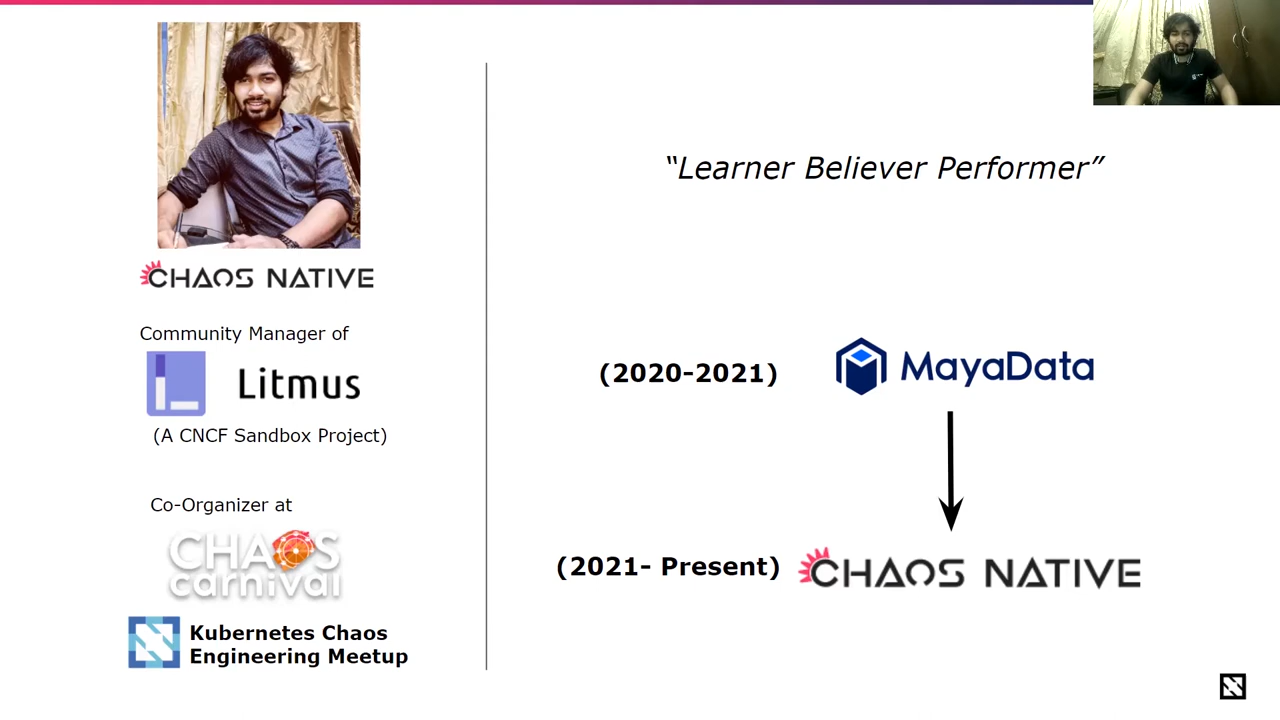 CHAOS NATIVE
Community Manager of
Litmus
(A CNCF Sandbox Project)
Co-Organizer at
CHAOS
carnival
Kubernetes Chaos
Engineering Meetup
“Learner Believer Performer”
(2020-2021)
MayaData
(2021- Present)
CHAOS NATIVE